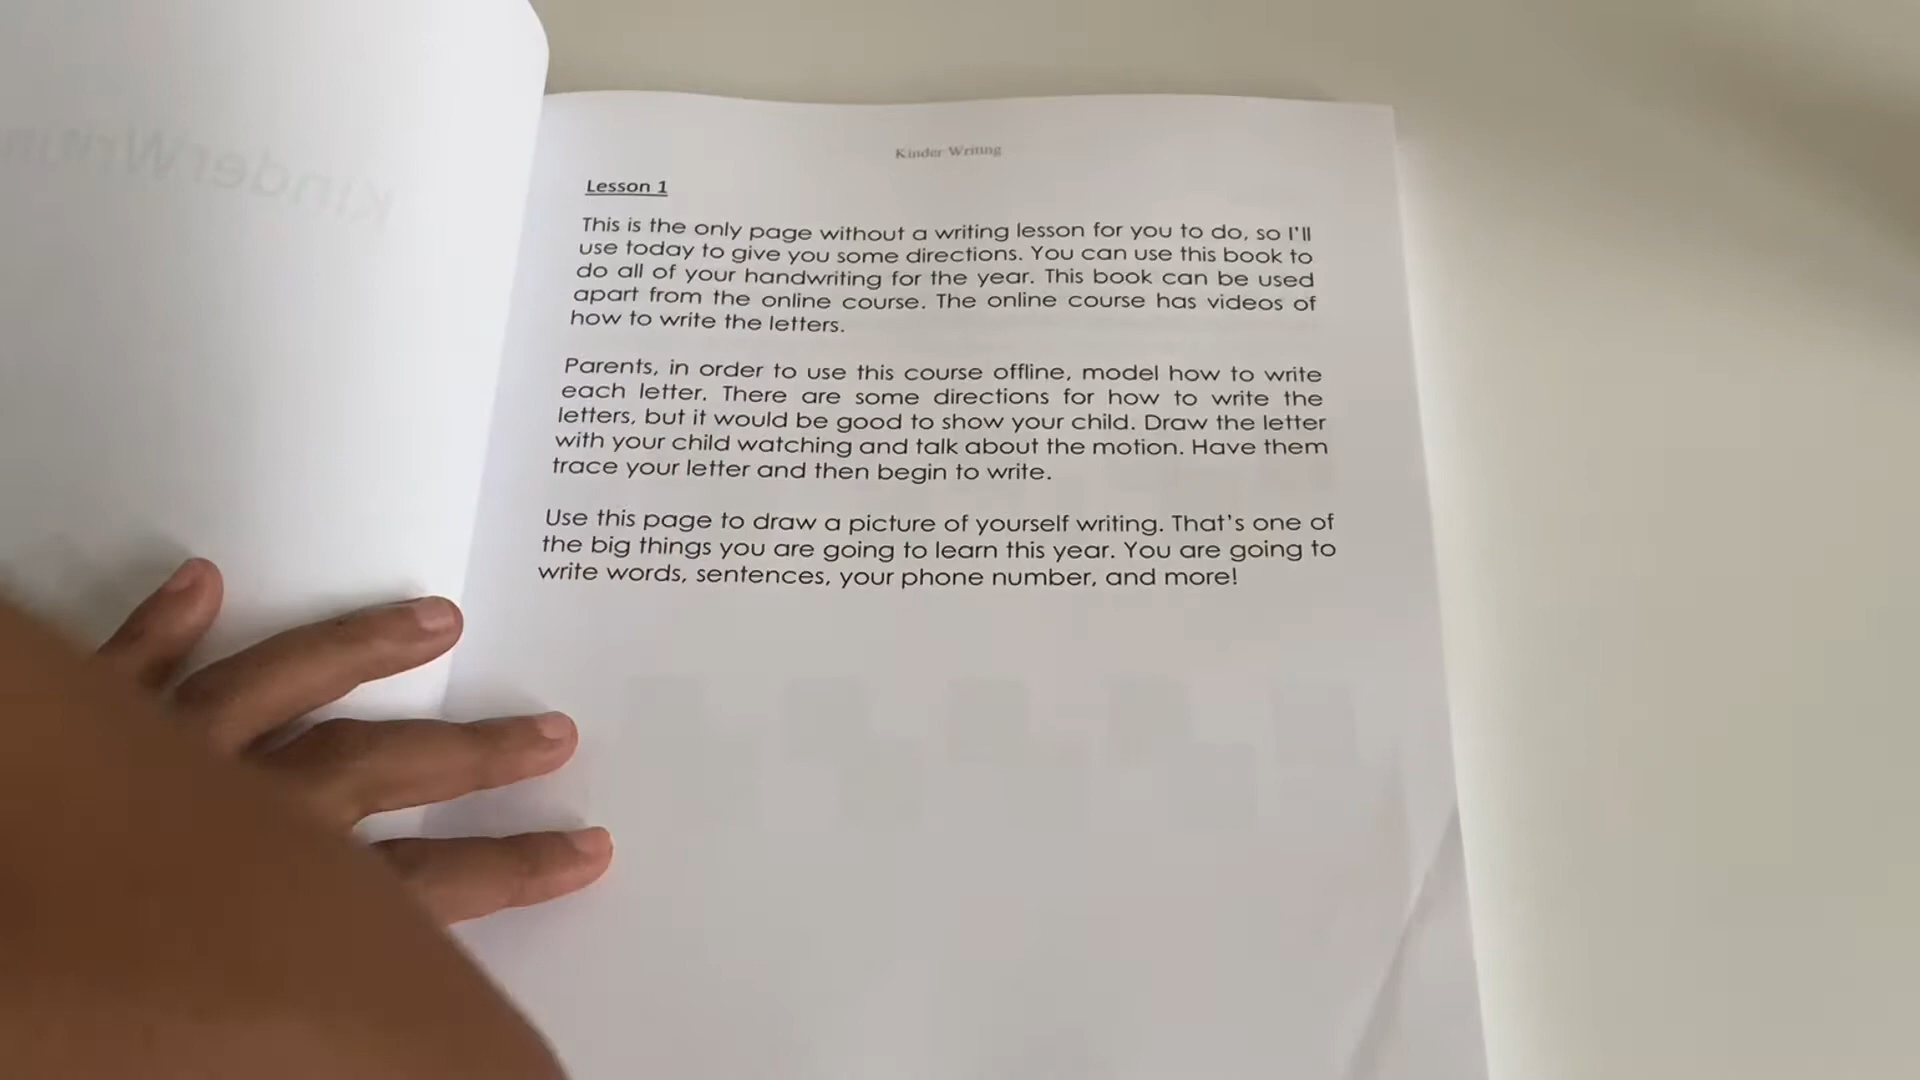 Kinder Writing
Lesson 1
This is the only page without a writing lesson for you to do, so I'll
use today to give you some directions. You can use this book to
do all of your handwriting for the year. This book can be used
apart from the online course. The online course has videos of
how to write the letters.
Parents, in order to use this course offline, model how to write
each letter. There are some directions for how to write the
letters, but it would be good to show your child. Draw the letter
with your child watching and talk about the motion. Have them
trace your letter and then begin to write.
Use this page to draw a picture of yourself writing. That's one of
the big things you are going to learn this year. You are going to
write words, sentences, your phone number, and more!